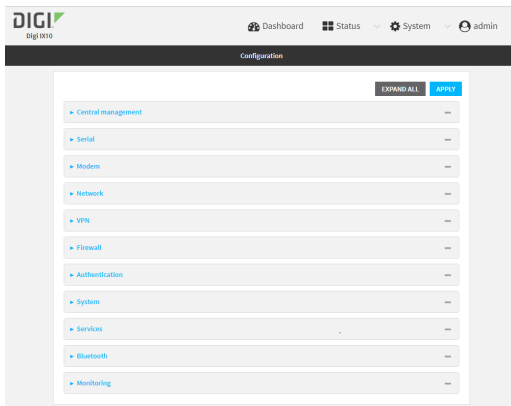 DIGI
Digi IX10
Dashboard Status System admin
Configuration
EXPAND ALL APPLY
Central management
Serial
Modem
Network
VPN
Firewall
Authentication
System
Services
Bluetooth
Monitoring